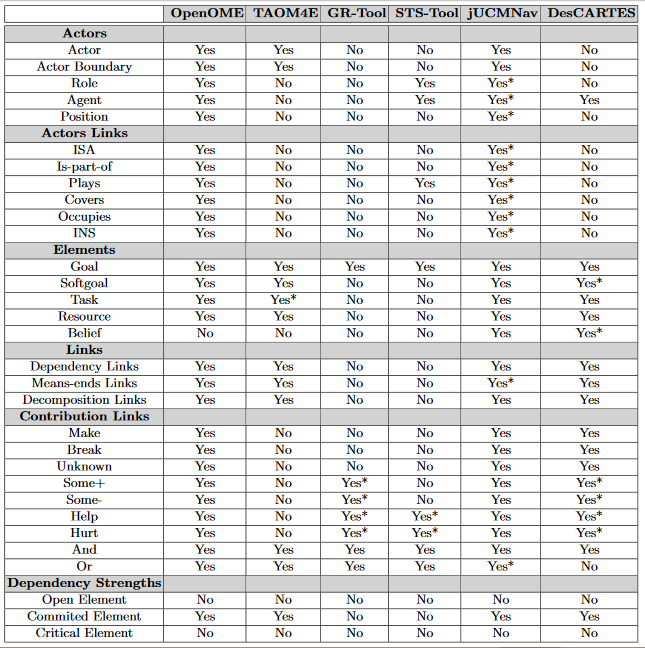 OpenOME TAOM4E GR-Tool STS-Tool jUCMNav DesCARTES
Actors
Actor Yes Yes No No Yes No
Actor Boundary Yes Yes No No Yes No
Role Yes No No Yes Yes* No
Agent Yes No No Yes Yes* Yes
Position Yes No No No Yes* No
Actors Links
ISA Yes No No No Yes* No
Is-part-of Yes No No No Yes* No
Plays Yes No No Yes Yes* No
Covers Yes No No No Yes* No
Occupies Yes No No No Yes* No
INS Yes No No No Yes* No
Elements
Goal Yes Yes Yes Yes Yes Yes
Softgoal Yes Yes No No Yes Yes*
Task Yes Yes* No No Yes Yes
Resource Yes Yes No No Yes Yes
Belief No No No No Yes Yes*
Links
Dependency Links Yes Yes No No Yes Yes
Means-ends Links Yes Yes No No Yes* Yes
Decomposition Links Yes Yes No No Yes Yes
Contribution Links
Make Yes No No No Yes Yes
Break Yes No No No Yes Yes
Unknown Yes No No No Yes Yes
Some+ Yes No Yes* No Yes Yes*
Some- Yes No Yes* No Yes Yes*
Help Yes No Yes* Yes* Yes Yes*
Hurt Yes No Yes* Yes* Yes Yes*
And Yes Yes Yes Yes Yes Yes
Or Yes Yes Yes Yes Yes* No
Dependency Strengths
Open Element No No No No No No
Commited Element Yes Yes No No Yes Yes
Critical Element No No No No No No